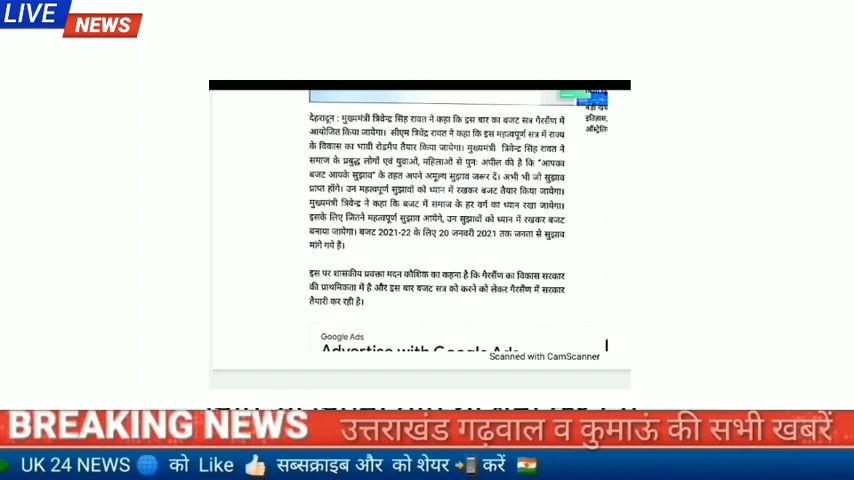 LIVE
NEWS
देहरादून : मुख्यमंत्री त्रिवेन्द्र सिंह रावत ने कहा कि इस बार का बजट सत्र गैरसैंण में
आयोजित किया जायेगा। सीएम त्रिवेंद्र रावत ने कहा कि इस महत्वपूर्ण सत्र में राज्य
के विकास का भावी रोडमैप तैयार किया जायेगा। मुख्यमंत्री त्रिवेन्द्र सिंह रावत ने
समाज के प्रबुद्ध लोगों एवं युवाओं, महिलाओं से पुनः अपील की है कि "आपका
बजट आपके सुझाव" के तहत अपने अमूल्य सुझाव जरूर दें। अभी भी जो सुझाव
प्राप्त होंगे। उन महत्वपूर्ण सुझावों को ध्यान में रखकर बजट तैयार किया जायेगा।
मुख्यमंत्री त्रिवेन्द्र ने कहा कि बजट में समाज के हर वर्ग का ध्यान रखा जायेगा।
इसके लिए जितने महत्वपूर्ण सुझाव आयेंगे, उन सुझावों को ध्यान में रखकर बजट
बनाया जायेगा। बजट 2021-22 के लिए 20 जनवरी 2021 तक जनता से सुझाव
मांगे गये हैं।
इस पर शासकीय प्रवक्ता मदन कौशिक का कहना है कि गैरसैंण का विकास सरकार
की प्राथमिकता में है और इस बार बजट सत्र को करने को लेकर गैरसैंण में सरकार
तैयारी कर रही है।
इतिहास,
Google Ads
Advertise with Google Ads
Scanned with CamScanner
BREAKING NEWS
उत्तराखंड गढ़वाल व कुमाऊं की सभी खबरें
UK 24 NEWS को Like सब्सक्राइब और को शेयर करें